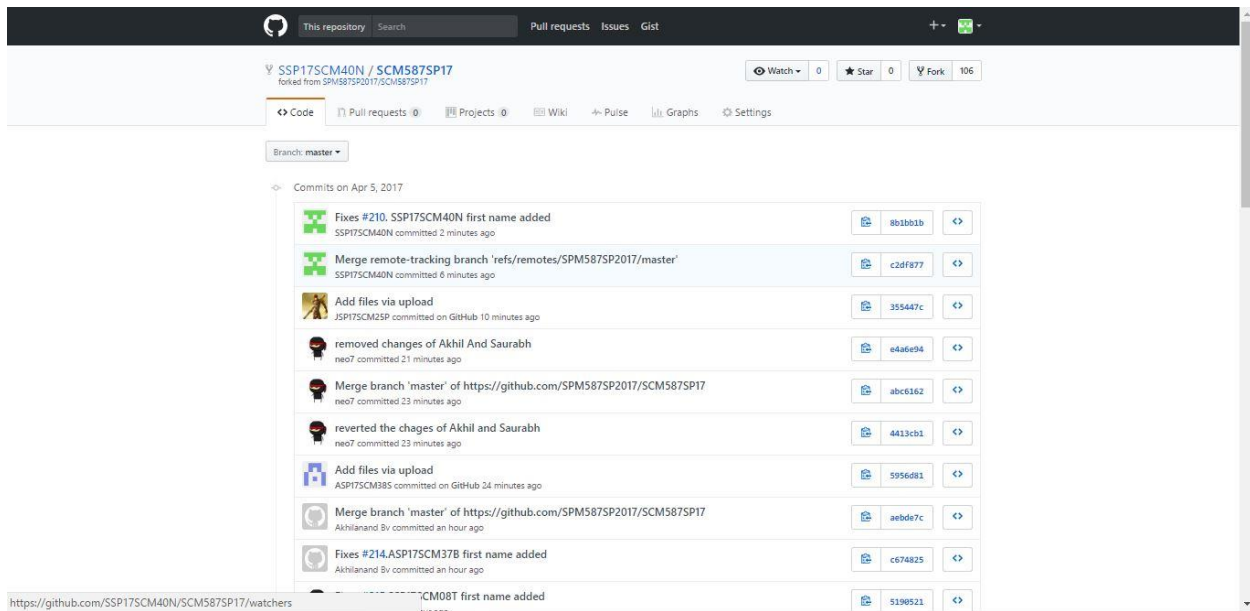 This repository Search Pull requests Issues Gist
SSP17SCM40N / SCM587SP17
forked from SPM587SP2017/SCM587SP17
Watch 0 Star 0 Fork 106
Code Pull requests 0 Projects 0 Wiki Pulse Graphs Settings
Branch: master
Commits on Apr 5, 2017
Fixes #210. SSP17SCM40N first name added
SSP17SCM40N committed 2 minutes ago
8b1bb1b
Merge remote-tracking branch 'refs/remotes/SPM587SP2017/master'
SSP17SCM40N committed 6 minutes ago
c2df877
Add files via upload
JSP17SCM25P committed on GitHub 10 minutes ago
355447c
removed changes of Akhil And Saurabh
neo7 committed 21 minutes ago
e4a6e94
Merge branch 'master' of https://github.com/SPM587SP2017/SCM587SP17
neo7 committed 23 minutes ago
abc6162
reverted the chages of Akhil and Saurabh
neo7 committed 23 minutes ago
4413cb1
Add files via upload
ASP17SCM38S committed on GitHub 24 minutes ago
5956d81
Merge branch 'master' of https://github.com/SPM587SP2017/SCM587SP17
Akhilanand Bv committed an hour ago
aebde7c
Fixes #214.ASP17SCM37B first name added
Akhilanand Bv committed an hour ago
c674825
first name added
5190521
https://github.com/SSP17SCM40N/SCM587SP17/watchers